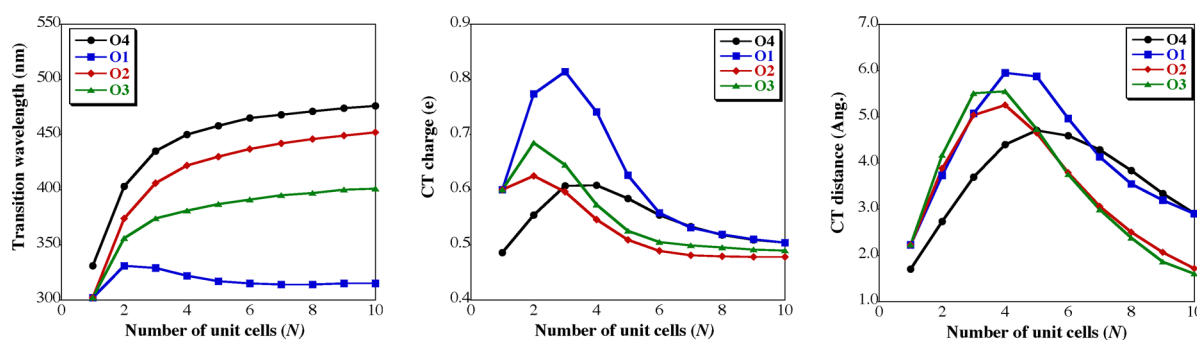 550
500
450
400
350
300
0
2
4
6
8
10
Transition wavelength (nm)
Number of unit cells (N)
O4
O1
O2
O3
0.9
0.8
0.7
0.6
0.5
0.4
0
2
4
6
8
10
CT charge (e)
Number of unit cells (N)
O4
O1
O2
O3
7.0
6.0
5.0
4.0
3.0
2.0
1.0
0
2
4
6
8
10
CT distance (Ang.)
Number of unit cells (N)
O4
O1
O2
O3